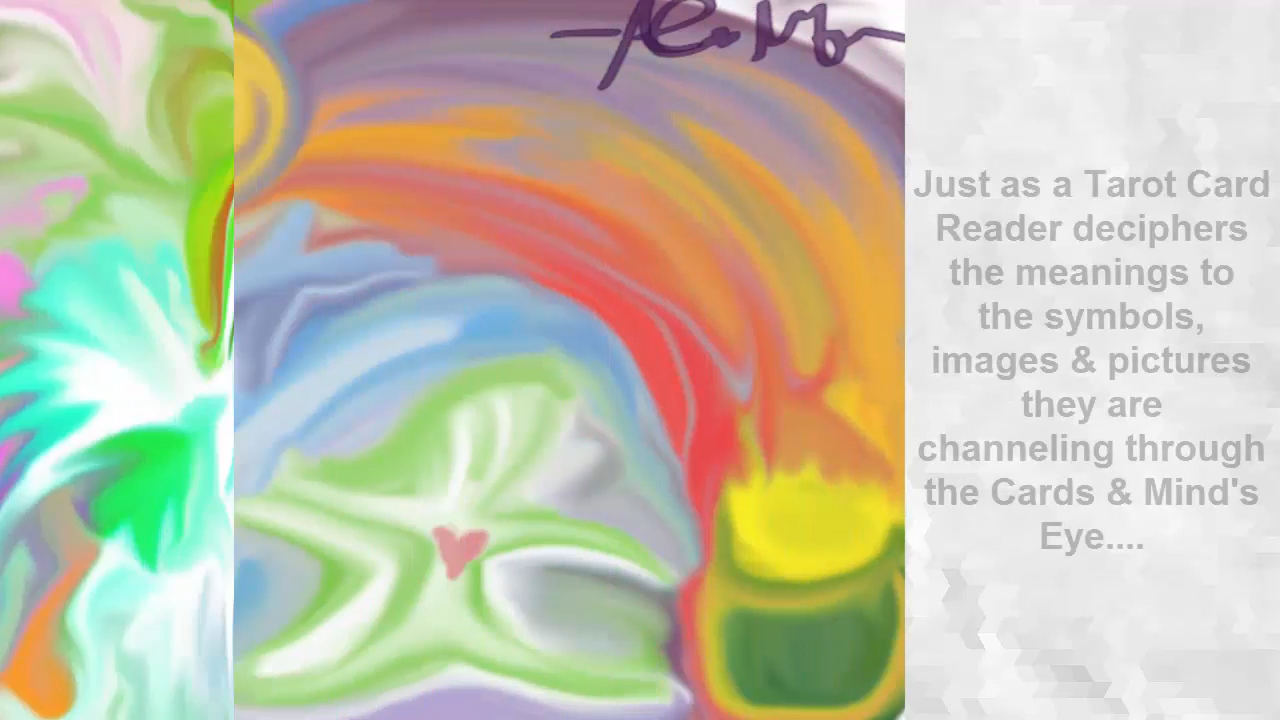 Just as a Tarot Card
Reader deciphers
the meanings to
the symbols,
images & pictures
they are
channeling through
the Cards & Mind's
Eye....